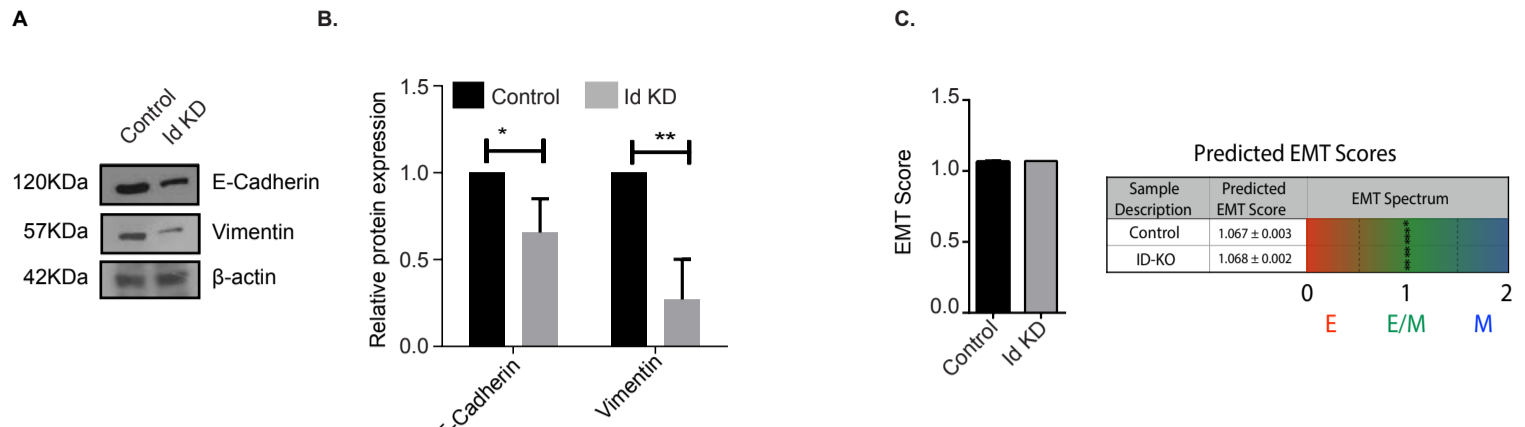 A
B.
C.
Control
Id KD
120KDa
E-Cadherin
57KDa
Vimentin
42KDa
β-actin
Relative protein expression
1.5
1.0
0.5
0.0
Control
Id KD
*
**
-Cadherin
Vimentin
EMT Score
1.5
1.0
0.5
0.0
Control
Id KD
Predicted EMT Scores
Sample
Description
Predicted
EMT Score
EMT Spectrum
Control
1.067 ± 0.003
ID-KO
1.068 ± 0.002
0
1
2
E
E/M
M